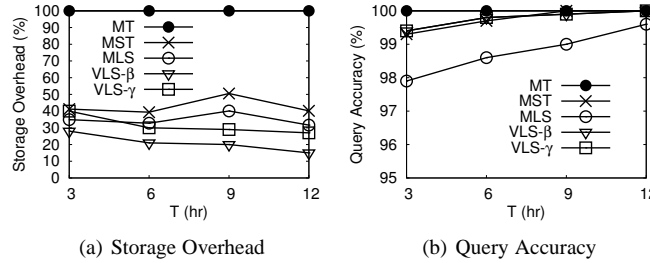 Storage Overhead (%)
100
90
80
70
60
50
40
30
20
10
0
MT
MST
MLS
VLS-β
VLS-γ
3 6 9 12
T (hr)
(a) Storage Overhead
Query Accuracy (%)
100
99
98
97
96
95
MT
MST
MLS
VLS-β
VLS-γ
3 6 9 12
T (hr)
(b) Query Accuracy